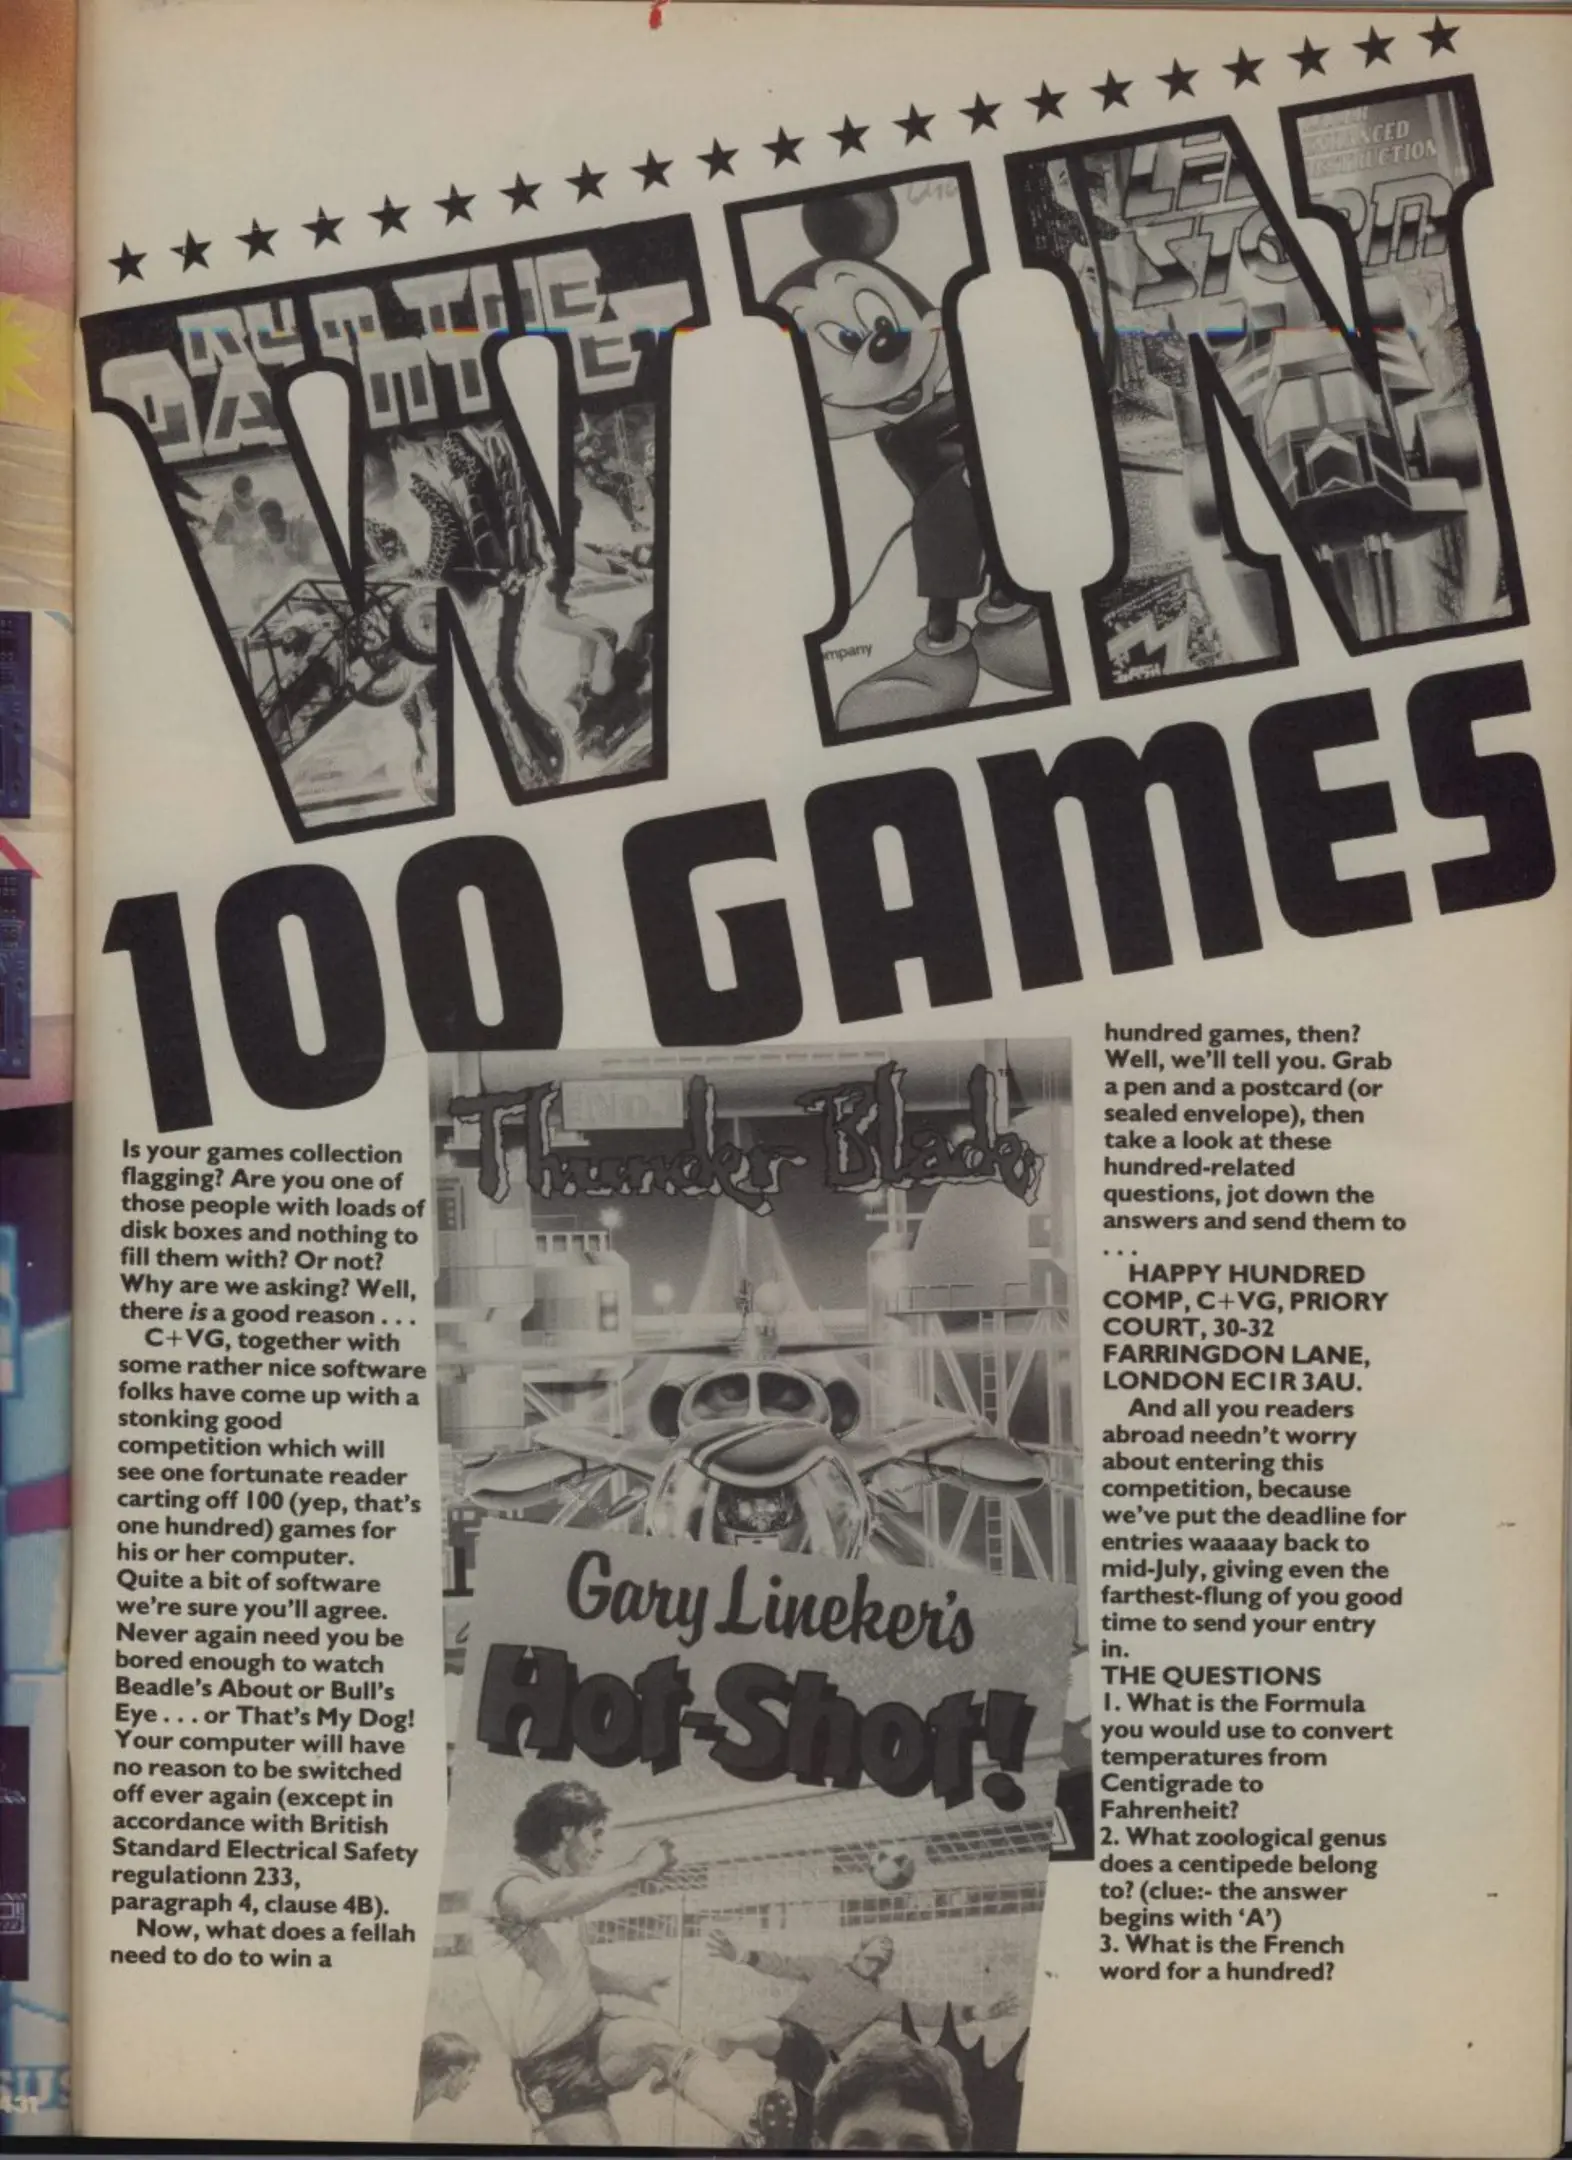 RUN THE
GAUNTLET
LED
STORM
WIN
100 GAMES
mpany
Is your games collection
flagging? Are you one of
those people with loads of
disk boxes and nothing to
fill them with? Or not?
Why are we asking? Well,
there is a good reason . . .
C+VG, together with
some rather nice software
folks have come up with a
stonking good
competition which will
see one fortunate reader
carting off 100 (yep, that's
one hundred) games for
his or her computer.
Quite a bit of software
we're sure you'll agree.
Never again need you be
bored enough to watch
Beadle's About or Bull's
Eye . . . or That's My Dog!
Your computer will have
no reason to be switched
off ever again (except in
accordance with British
Standard Electrical Safety
regulationn 233,
paragraph 4, clause 4B).
Now, what does a fellah
need to do to win a
Thunder Blade
Gary Lineker's
Hot-Shot!
hundred games, then?
Well, we'll tell you. Grab
a pen and a postcard (or
sealed envelope), then
take a look at these
hundred-related
questions, jot down the
answers and send them to
. . .
HAPPY HUNDRED
COMP, C+VG, PRIORY
COURT, 30-32
FARRINGDON LANE,
LONDON EC1R 3AU.
And all you readers
abroad needn't worry
about entering this
competition, because
we've put the deadline for
entries waaaay back to
mid-July, giving even the
farthest-flung of you good
time to send your entry
in.
THE QUESTIONS
1. What is the Formula
you would use to convert
temperatures from
Centigrade to
Fahrenheit?
2. What zoological genus
does a centipede belong
to? (clue:- the answer
begins with 'A')
3. What is the French
word for a hundred?